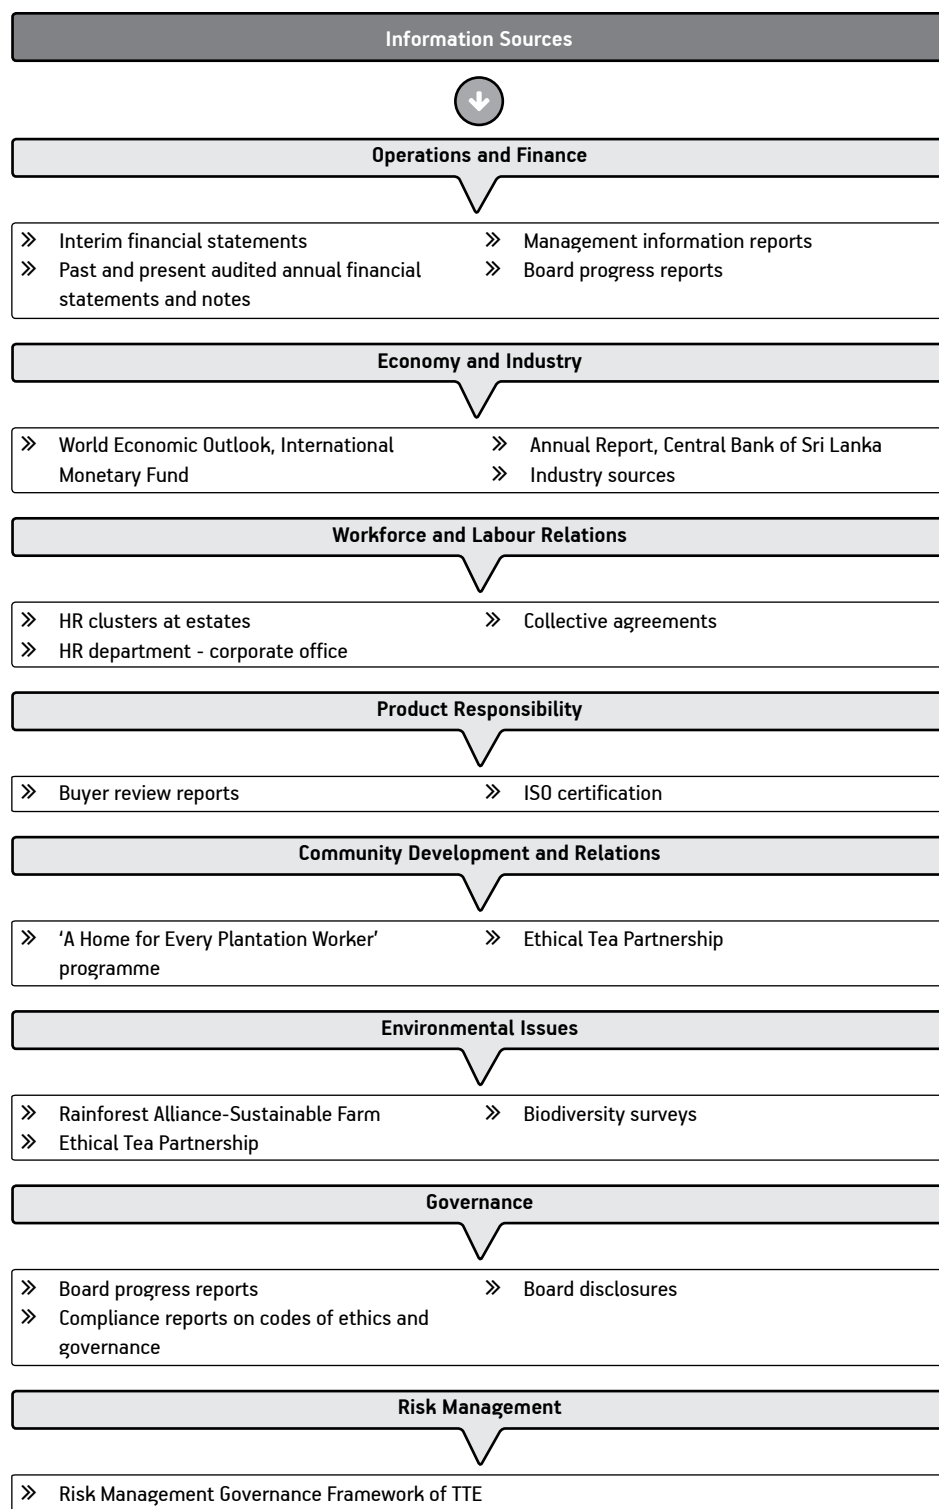 Information Sources
Operations and Finance
» Interim financial statements
» Past and present audited annual financial
statements and notes
» Management information reports
» Board progress reports
Economy and Industry
» World Economic Outlook, International
Monetary Fund
» Annual Report, Central Bank of Sri Lanka
» Industry sources
Workforce and Labour Relations
» HR clusters at estates
» HR department - corporate office
» Collective agreements
Product Responsibility
» Buyer review reports
» ISO certification
Community Development and Relations
» ‘A Home for Every Plantation Worker’
programme
» Ethical Tea Partnership
Environmental Issues
» Rainforest Alliance-Sustainable Farm
» Ethical Tea Partnership
» Biodiversity surveys
Governance
» Board progress reports
» Compliance reports on codes of ethics and
governance
» Board disclosures
Risk Management
» Risk Management Governance Framework of TTE